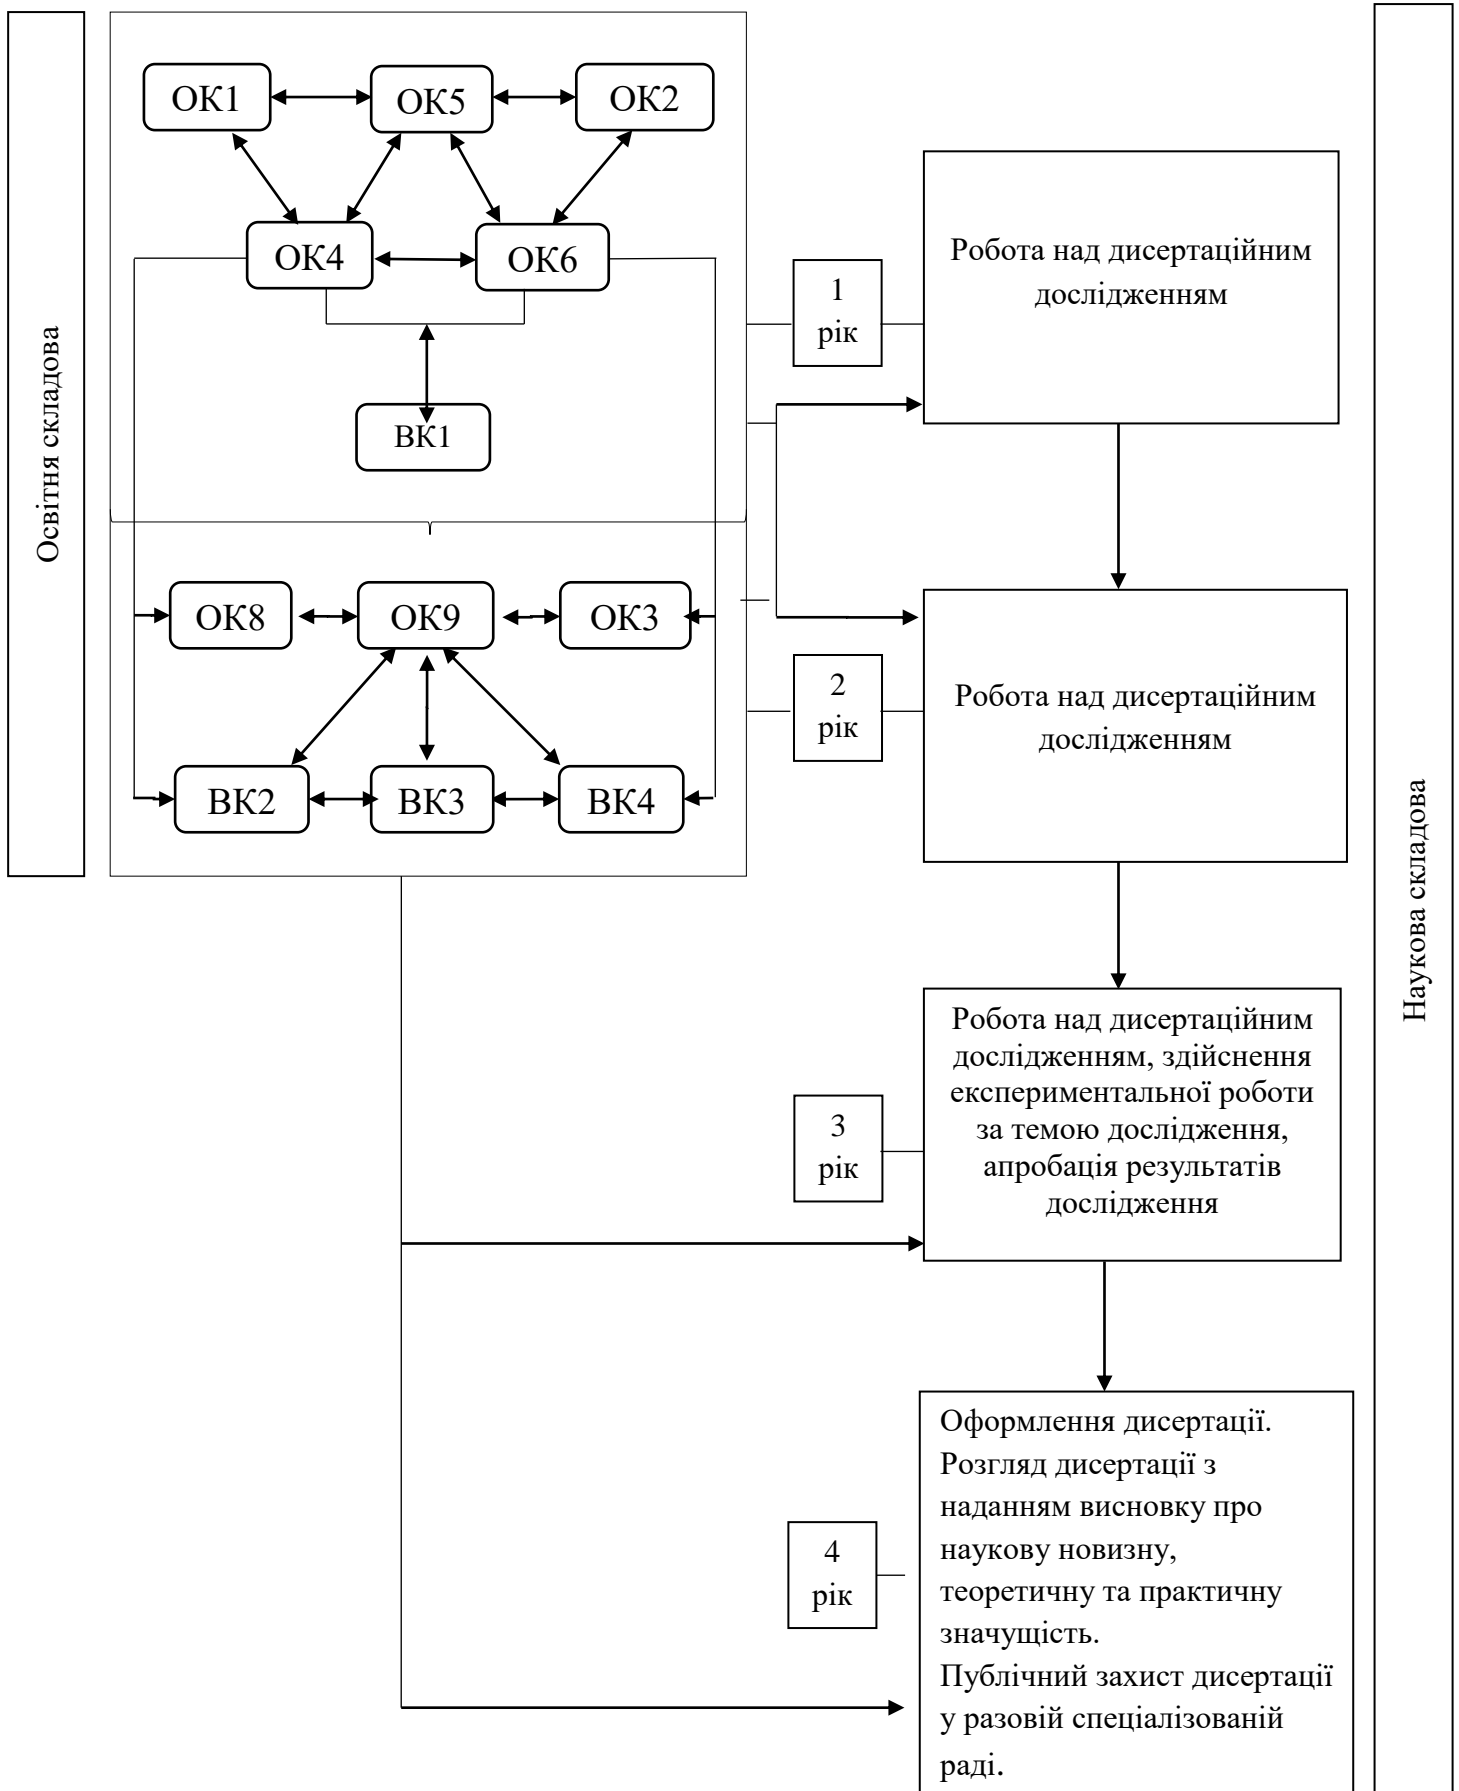 Освітня складова
ОК1
ОК5
ОК2
ОК4
ОК6
ВК1
ОК8
ОК9
ОК3
ВК2
ВК3
ВК4
1
рік
Робота над дисертаційним
дослідженням
2
рік
Робота над дисертаційним
дослідженням
3
рік
Робота над дисертаційним
дослідженням, здійснення
експериментальної роботи
за темою дослідження,
апробація результатів
дослідження
4
рік
Оформлення дисертації.
Розгляд дисертації з
наданням висновку про
наукову новизну,
теоретичну та практичну
значущість.
Публічний захист дисертації
у разовій спеціалізованій
раді.
Наукова складова